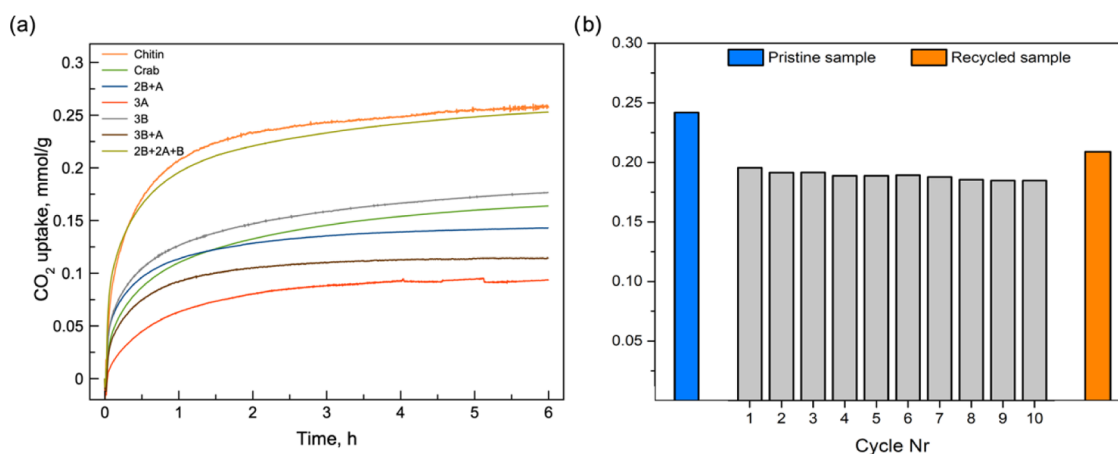 (a)
CO2 uptake, mmol/g
0.3
0.25
0.2
0.15
0.1
0.05
0
Chitin
Crab
2B+A
3A
3B
3B+A
2B+2A+B
0 1 2 3 4 5 6
Time, h
(b)
0.30
0.25
0.20
0.15
0.10
0.05
Pristine sample
Recycled sample
1 2 3 4 5 6 7 8 9 10
Cycle Nr